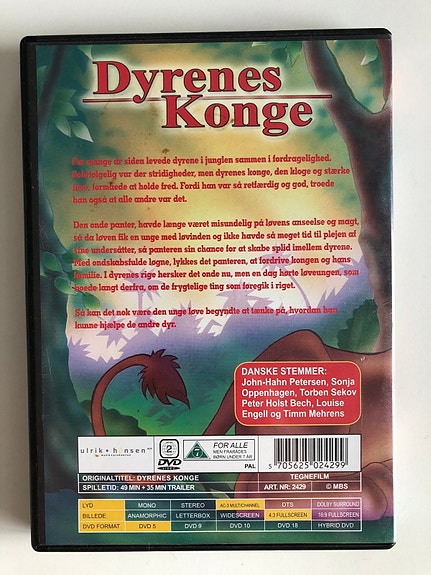 Dyrenes
Konge
For mange år siden levede dyrene i junglen sammen i fordragelighed.
Selvfølgelig var der stridigheder, men dyrenes konge, den kloge og stærke
løve, formåede at holde fred. Fordi han var så retfærdig og god, troede
han også at alle andre var det.
Den onde panter, havde længe været misundelig på løvens anseelse og magt,
så da løven fik en unge med løvinden og ikke havde så meget tid til plejen af
sine undersåtter, så panteren sin chance for at skabe splid imellem dyrene.
Med ondskabsfulde løgne, lykkes det panteren, at fordrive kongen og hans
familie. I dyrenes rige hersker det onde nu, men en dag hørte løveungen, som
boede langt derfra, om de frygtelige ting som foregik i riget.
Så kan det nok være den unge løve begyndte at tænke på, hvordan han
kunne hjælpe de andre dyr.
DANSKE STEMMER:
John-Hahn Petersen, Sonja
Oppenhagen, Torben Sekov
Peter Holst Bech, Louise
Engell og Timm Mehrens
ulrik + hansen
2
DVD
VIDEO
A
FOR ALLE
MEN FRARÅDES
BØRN UNDER 7 ÅR
PAL
5 705625 024299
ORIGINALTITEL: DYRENES KONGE
TEGNEFILM
SPILLETID: 49 MIN + 35 MIN TRAILER
ART. NR: 2429
© MBS
LYD MONO STEREO AC-3 MULTICHANNEL DTS DOLBY SURROUND
BILLEDE ANAMORPHIC LETTERBOX WIDESCREEN 4:3 FULLSCREEN 16:9 FULLSCREEN
DVD FORMAT DVD 5 DVD 9 DVD 10 DVD 18 HYBRID DVD